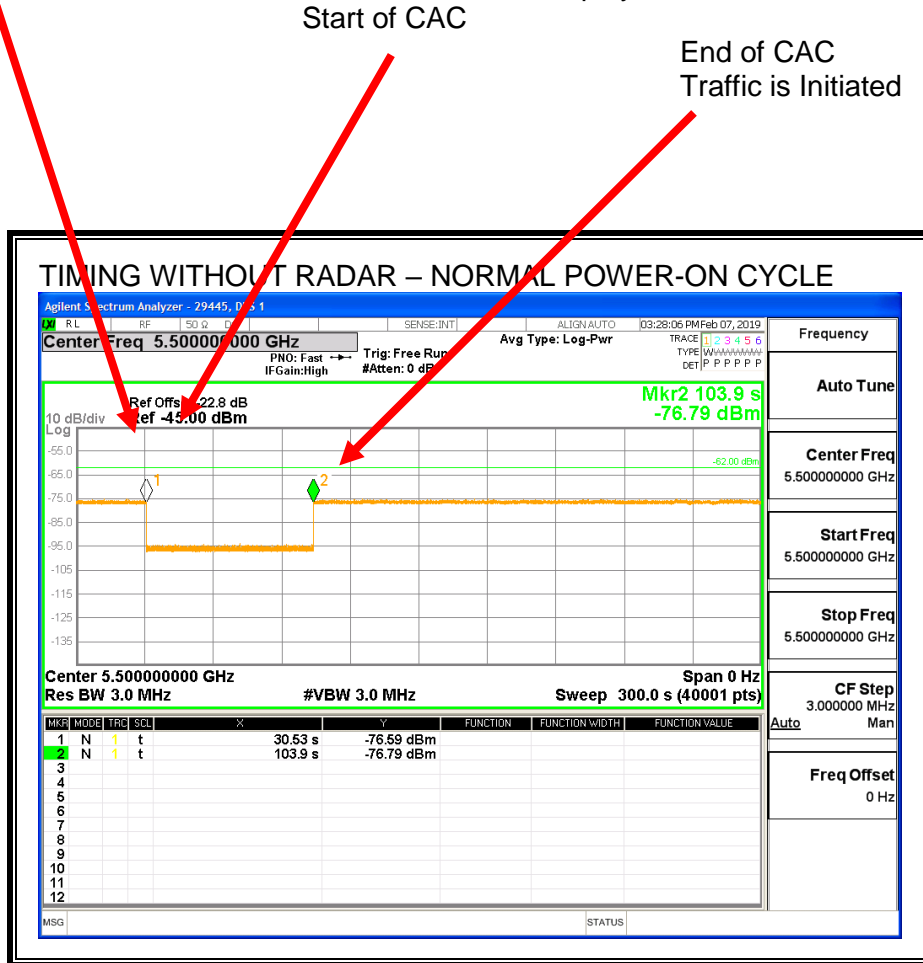 Start of CAC
End of CAC
Traffic is Initiated
TIMING WITHOUT RADAR – NORMAL POWER-ON CYCLE
Agilent Spectrum Analyzer - 29445, 1
LXI RL RF 50 Ω SENSE:INT ALIGN AUTO 03:28:06 PM Feb 07, 2019
Center Freq 5.500000000 GHz
PNO: Fast
IFGain:High
Trig: Free Run
#Atten: 0 dB
Avg Type: Log-Pwr
TRACE 1 2 3 4 5 6
TYPE WWWWWW
DET P P P P P P
Ref Offset -22.8 dB
Ref -45.00 dBm
10 dB/div
Log
Mkr2 103.9 s
-76.79 dBm
-55.0
-62.00 dBm
-65.0
1
2
-75.0
-85.0
-95.0
-105
-115
-125
-135
Center 5.500000000 GHz
Span 0 Hz
Res BW 3.0 MHz
#VBW 3.0 MHz
Sweep 300.0 s (40001 pts)
MKR MODE TRC SCL X Y FUNCTION FUNCTION WIDTH FUNCTION VALUE
1 N 1 t 30.53 s -76.59 dBm
2 N 1 t 103.9 s -76.79 dBm
3
4
5
6
7
8
9
10
11
12
MSG
STATUS
Frequency
Auto Tune
Center Freq
5.500000000 GHz
Start Freq
5.500000000 GHz
Stop Freq
5.500000000 GHz
CF Step
3.000000 MHz
Auto Man
Freq Offset
0 Hz